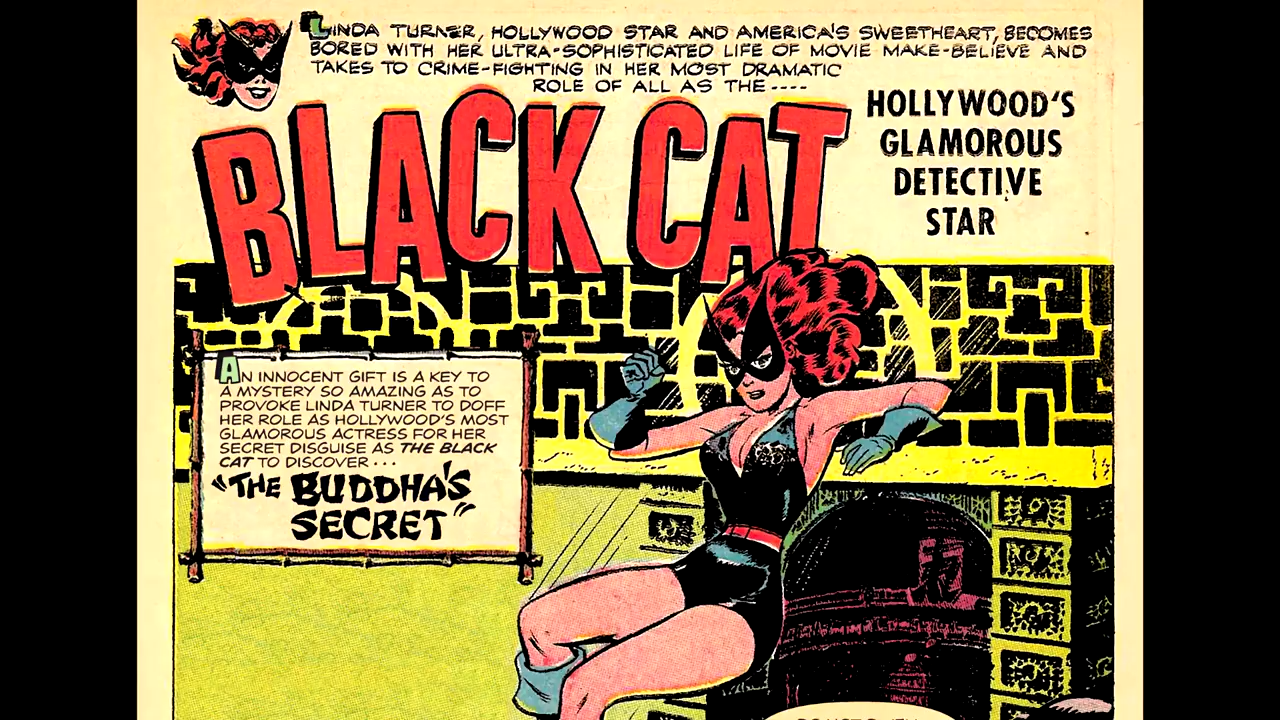 LINDA TURNER, HOLLYWOOD STAR AND AMERICA'S SWEETHEART, BECOMES
BORED WITH HER ULTRA-SOPHISTICATED LIFE OF MOVIE MAKE-BELIEVE AND
TAKES TO CRIME-FIGHTING IN HER MOST DRAMATIC
ROLE OF ALL AS THE----
BLACK CAT
HOLLYWOOD'S
GLAMOROUS
DETECTIVE
STAR
AN INNOCENT GIFT IS A KEY TO
A MYSTERY SO AMAZING AS TO
PROVOKE LINDA TURNER TO DOFF
HER ROLE AS HOLLYWOOD'S MOST
GLAMOROUS ACTRESS FOR HER
SECRET DISGUISE AS THE BLACK
CAT TO DISCOVER...
"THE BUDDHA'S
SECRET"